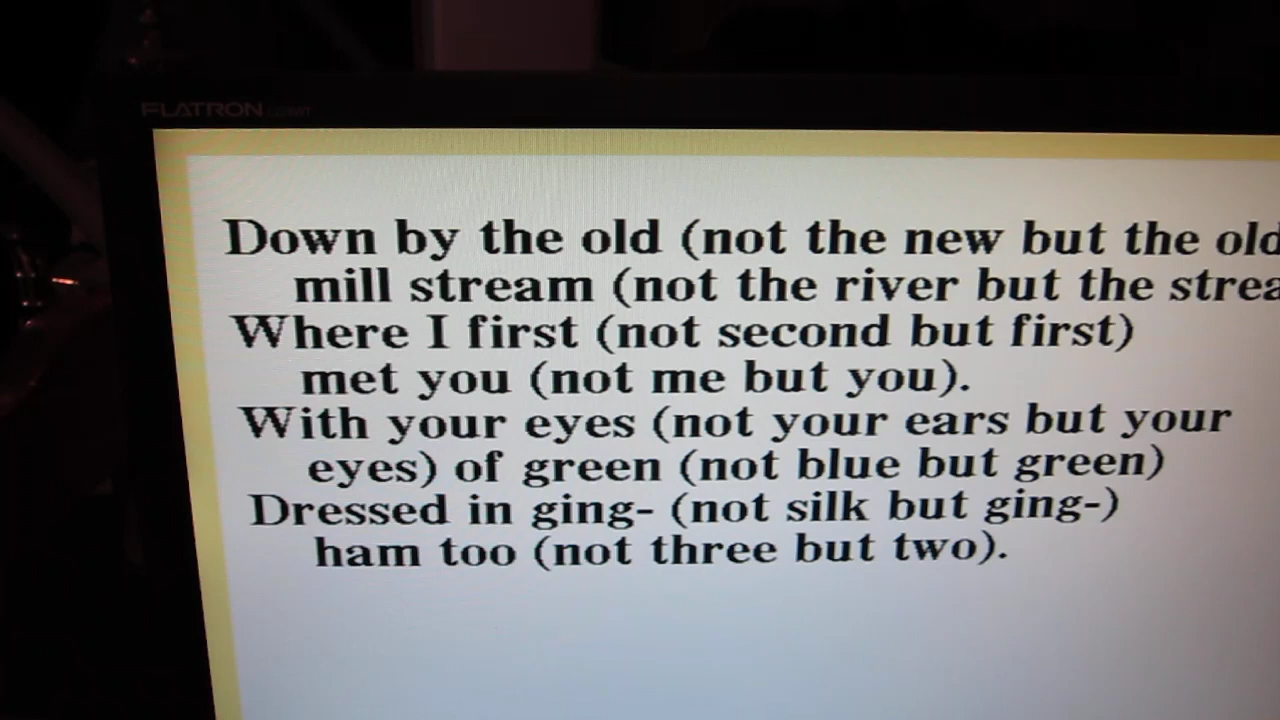 FLATRON
Down by the old (not the new but the old
mill stream (not the river but the strea
Where I first (not second but first)
met you (not me but you).
With your eyes (not your ears but your
eyes) of green (not blue but green)
Dressed in ging- (not silk but ging-)
ham too (not three but two).